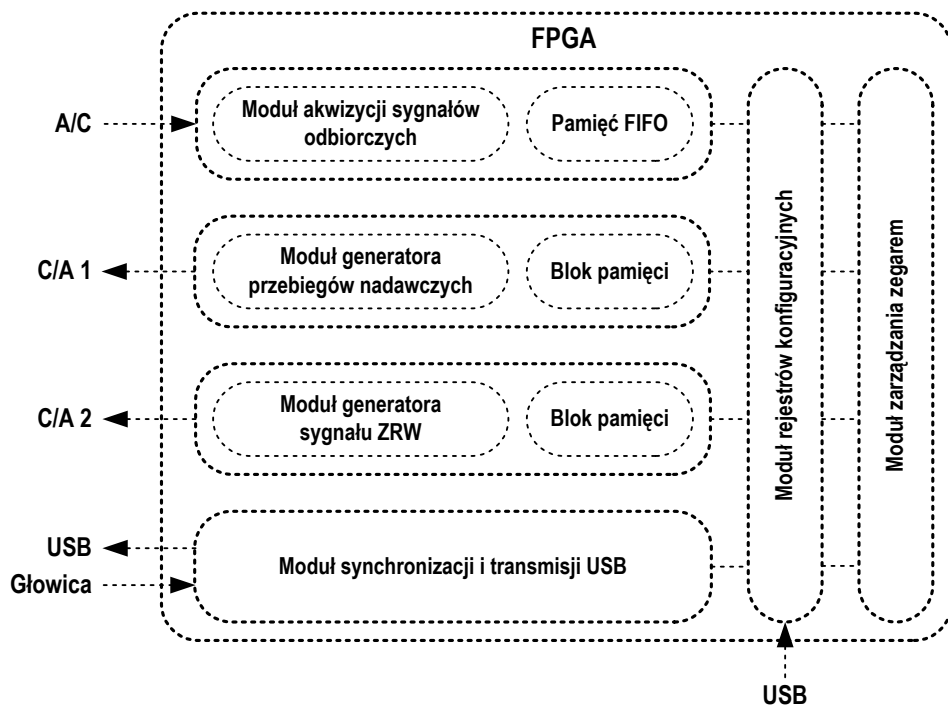 FPGA
A/C
Moduł akwizycji sygnałów
odbiorczych
Pamięć FIFO
C/A 1
Moduł generatora
przebiegów nadawczych
Blok pamięci
C/A 2
Moduł generatora
sygnału ZRW
Blok pamięci
USB
Głowica
Moduł synchronizacji i transmisji USB
Moduł rejestrów konfiguracyjnych
Moduł zarządzania zegarem
USB